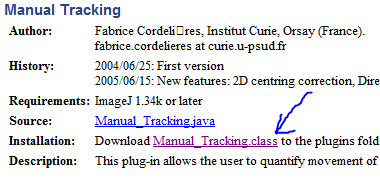 Manual Tracking
Author: Fabrice Cordeli□res, Institut Curie, Orsay (France).
fabrice.cordelieres at curie.u-psud.fr
History: 2004/06/25: First version
2005/06/15: New features: 2D centring correction, Dire
Requirements: ImageJ 1.34k or later
Source: Manual_Tracking.java
Installation: Download Manual_Tracking.class to the plugins fold
Description: This plug-in allows the user to quantify movement of